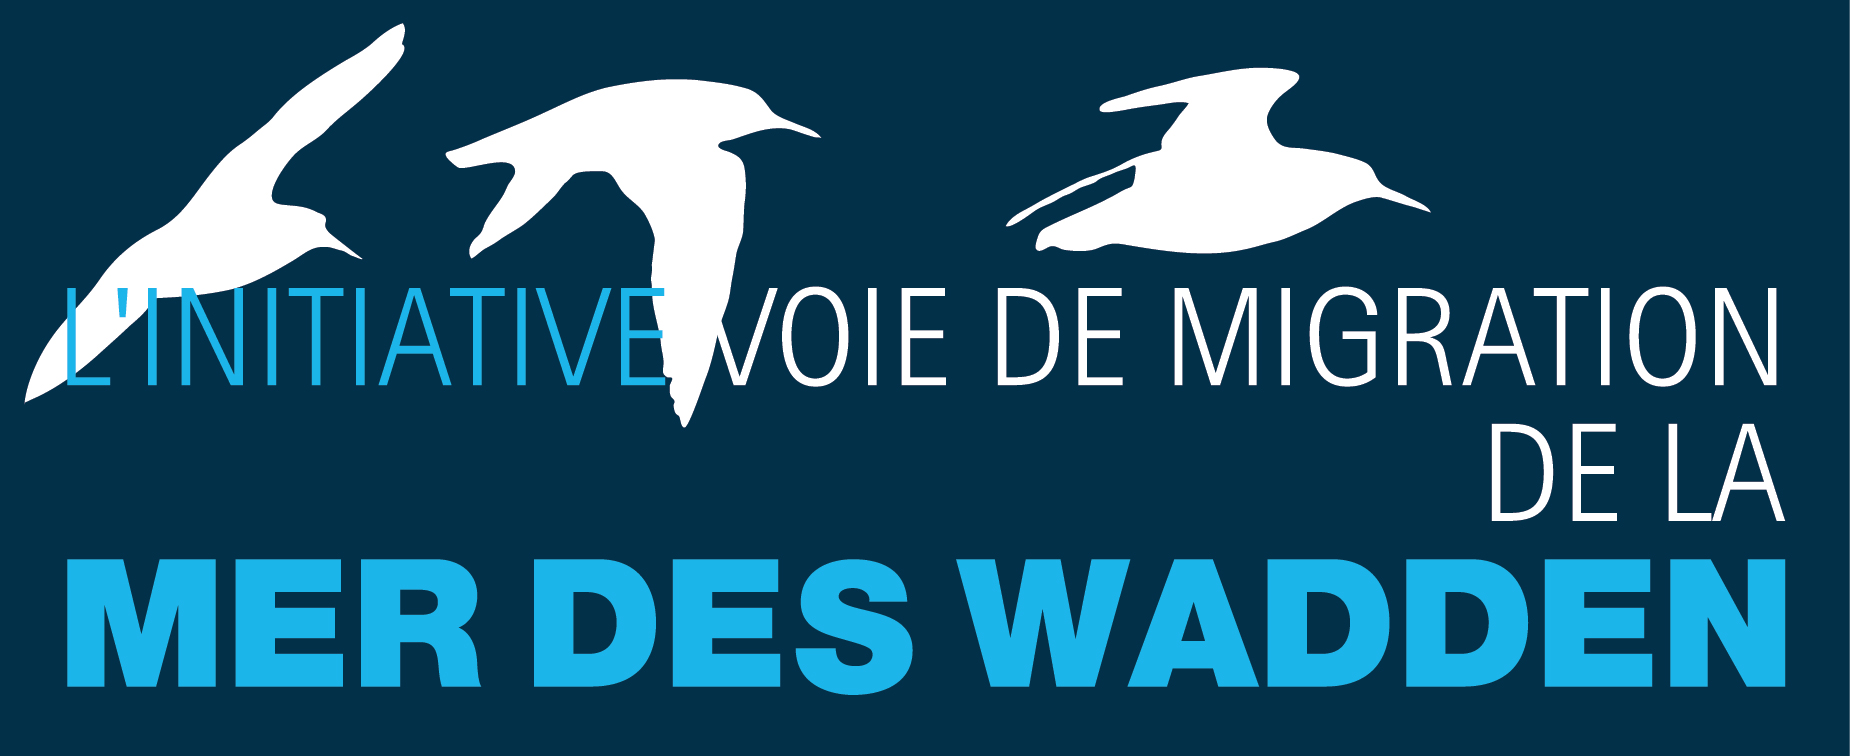 L'INITIATIVE VOIE DE MIGRATION
DE LA
MER DES WADDEN